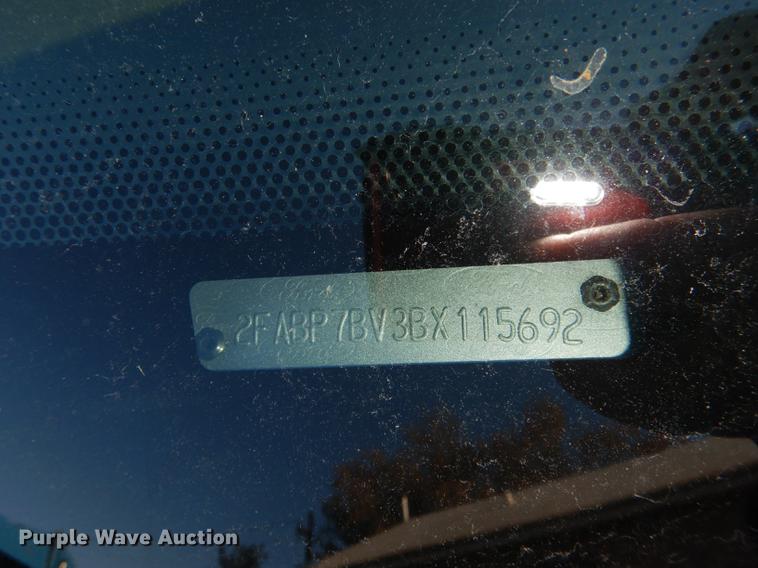 2FABP7BV3BX115692
Purple Wave Auction